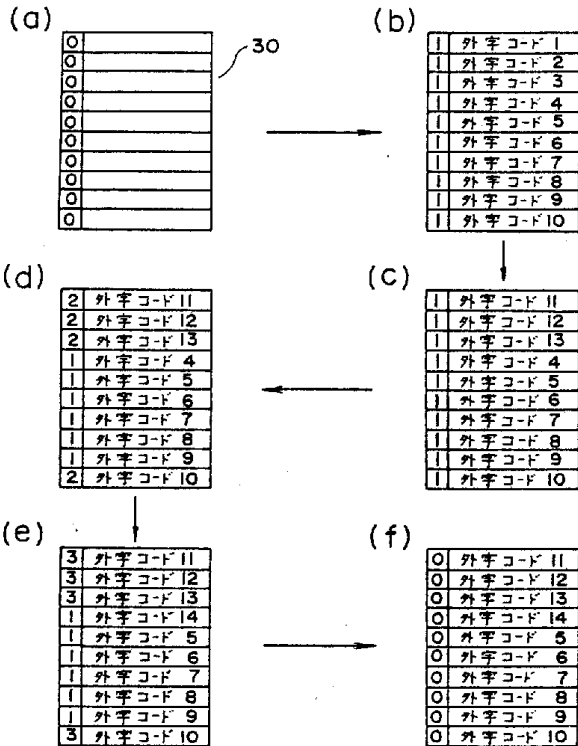 (a)
30
0
0
0
0
0
0
0
0
0
0
(b)
1 外字コード 1
1 外字コード 2
1 外字コード 3
1 外字コード 4
1 外字コード 5
1 外字コード 6
1 外字コード 7
1 外字コード 8
1 外字コード 9
1 外字コード 10
(c)
1 外字コード 11
1 外字コード 12
1 外字コード 13
1 外字コード 4
1 外字コード 5
1 外字コード 6
1 外字コード 7
1 外字コード 8
1 外字コード 9
1 外字コード 10
(d)
2 外字コード 11
2 外字コード 12
2 外字コード 13
1 外字コード 4
1 外字コード 5
1 外字コード 6
1 外字コード 7
1 外字コード 8
1 外字コード 9
2 外字コード 10
(e)
3 外字コード 11
3 外字コード 12
3 外字コード 13
1 外字コード 14
1 外字コード 5
1 外字コード 6
1 外字コード 7
1 外字コード 8
1 外字コード 9
3 外字コード 10
(f)
0 外字コード 11
0 外字コード 12
0 外字コード 13
0 外字コード 14
0 外字コード 5
0 外字コード 6
0 外字コード 7
0 外字コード 8
0 外字コード 9
0 外字コード 10